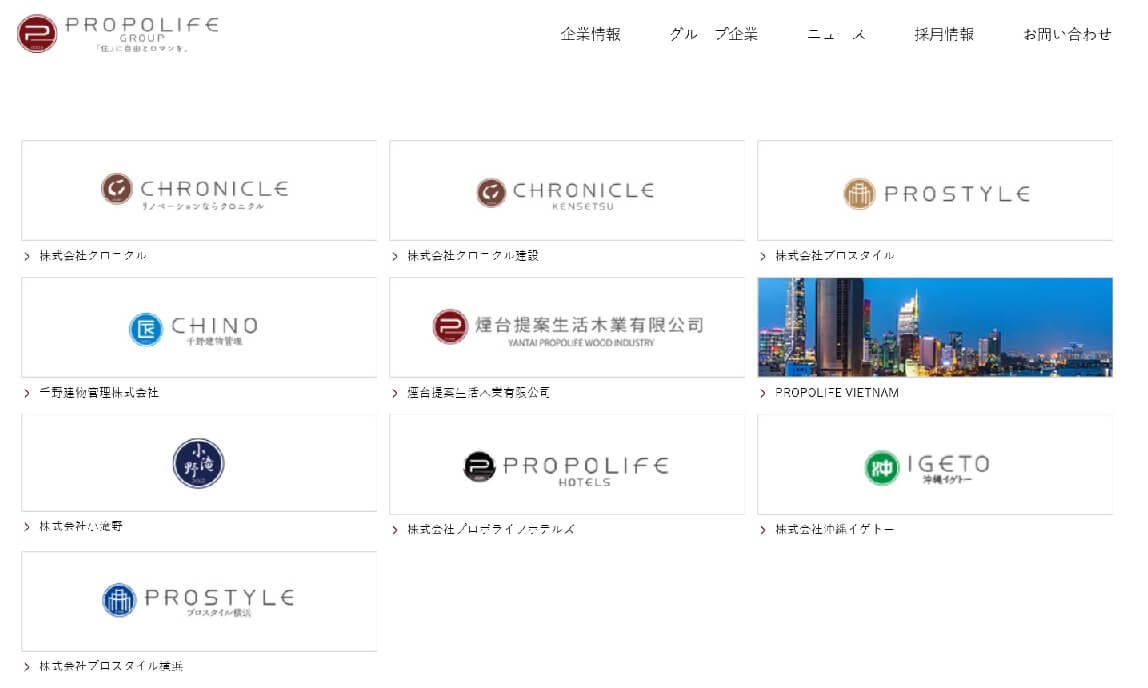 PROPOLIFE
GROUP
「住」に自由とロマンを。
企業情報
グループ企業
ニュース
採用情報
お問い合わせ
CHRONICLE
リノベーションならクロニクル
CHRONICLE
KENSETSU
PROSTYLE
株式会社クロニクル
株式会社クロニクル建設
株式会社プロスタイル
CHINO
千野建物管理
煙台提案生活木業有限公司
YANTAI PROPOLIFE WOOD INDUSTRY
千野建物管理株式会社
煙台提案生活木業有限公司
PROPOLIFE VIETNAM
小滝野
PROPOLIFE
HOTELS
沖
IGETO
沖縄イゲトー
株式会社小滝野
株式会社プロポライフホテルズ
株式会社沖縄イゲトー
PROSTYLE
プロスタイル横浜
株式会社プロスタイル横浜